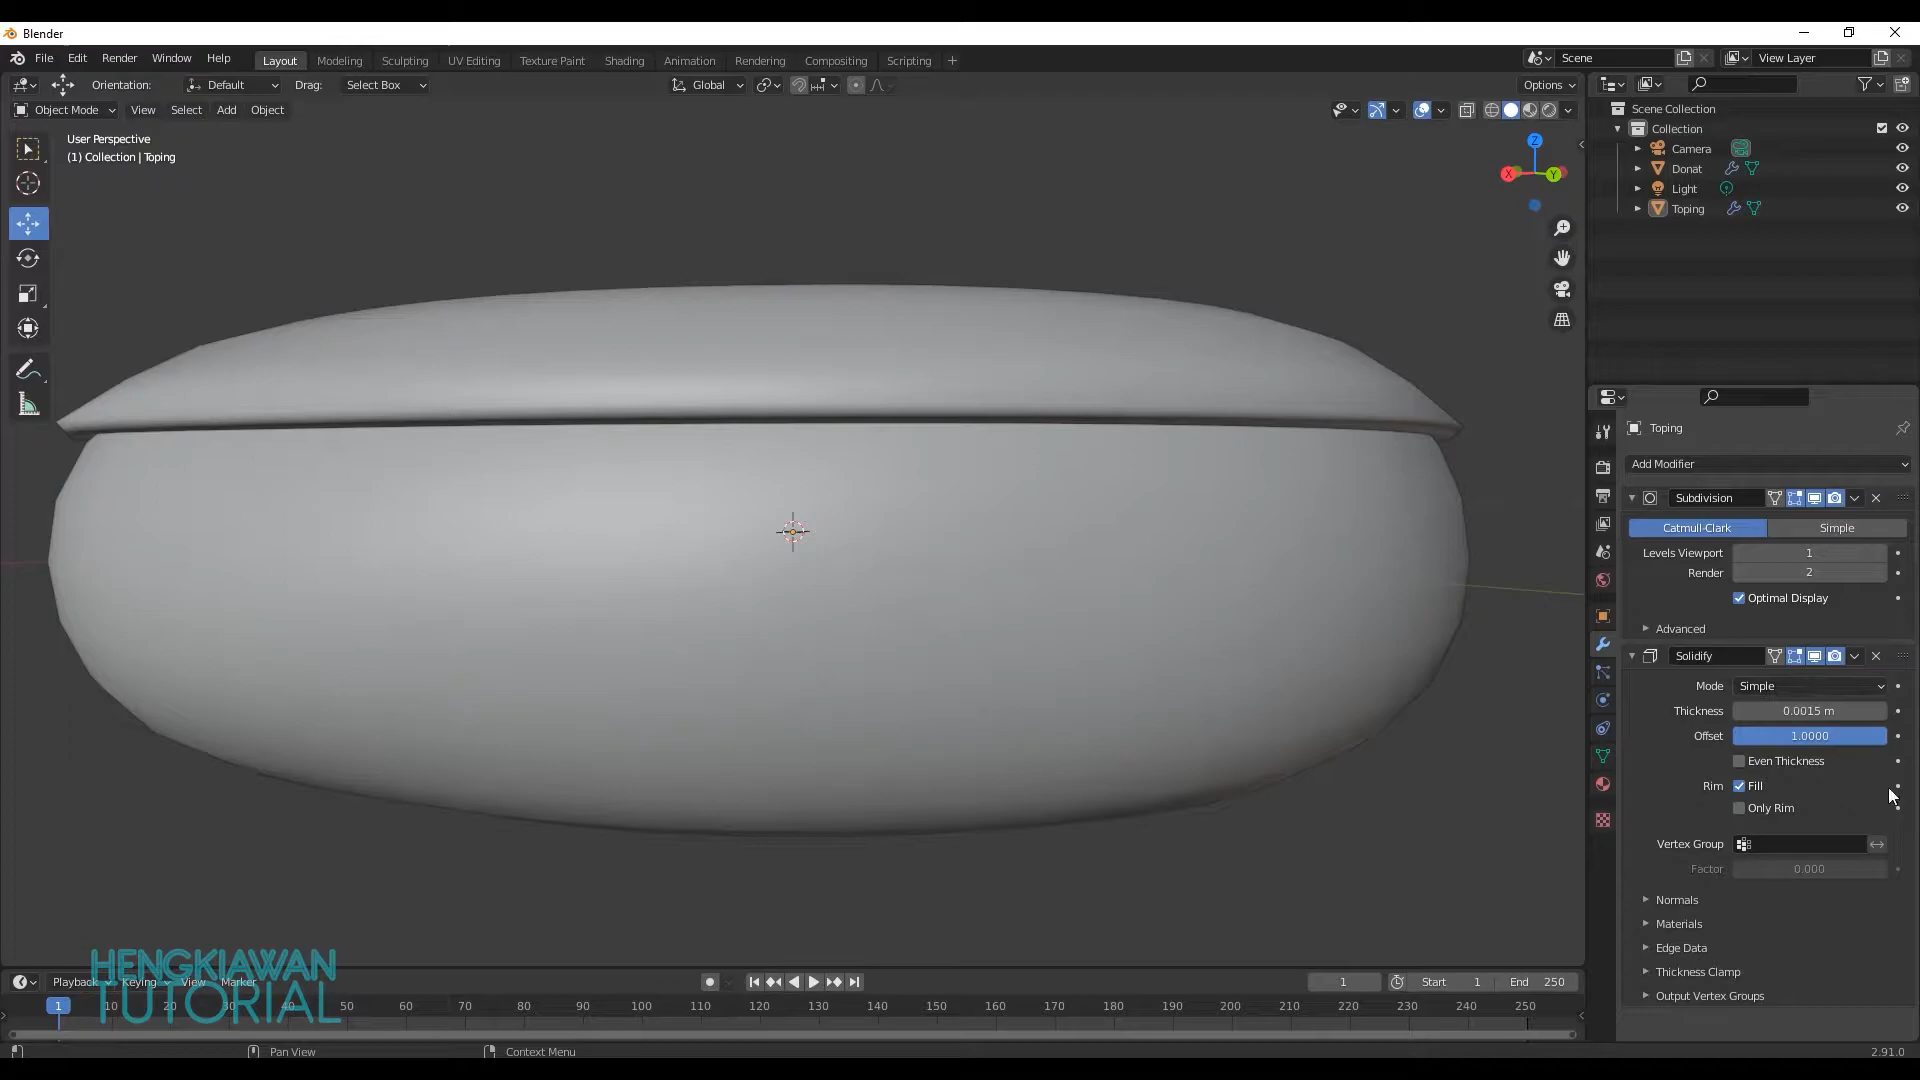 Blender
File Edit Render Window Help Layout Modeling Sculpting UV Editing Texture Paint Shading Animation Rendering Compositing Scripting + Scene View Layer
Orientation: Default Drag: Select Box Global Options
Object Mode View Select Add Object
User Perspective
(1) Collection | Toping
Z
X Y
Scene Collection
Collection
Camera
Donat
Light
Toping
Toping
Add Modifier
Subdivision
Catmull-Clark Simple
Levels Viewport 1
Render 2
Optimal Display
Advanced
Solidify
Mode Simple
Thickness 0.0015 m
Offset 1.0000
Even Thickness
Rim Fill
Only Rim
Vertex Group
Factor 0.000
Normals
Materials
Edge Data
Thickness Clamp
Output Vertex Groups
HENGKIAWAN
TUTORIAL
Playback Keying View Marker 1 Start 1 End 250
1 10 20 30 40 50 60 70 80 90 100 110 120 130 140 150 160 170 180 190 200 210 220 230 240 250
Pan View Context Menu 2.91.0